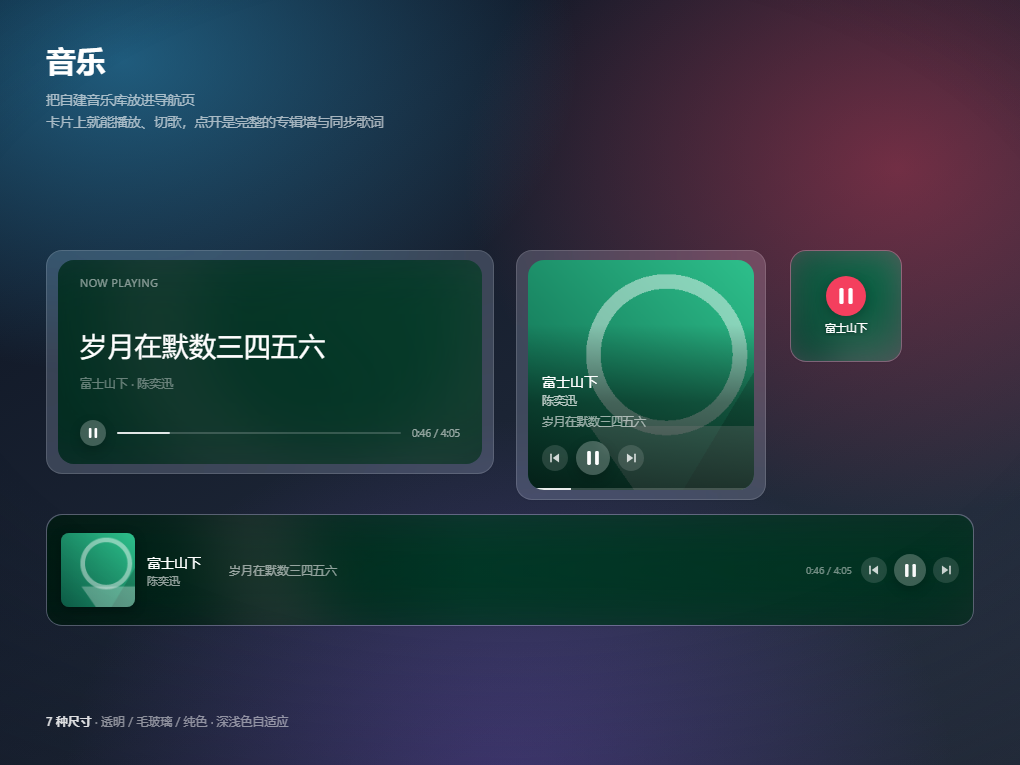 音乐
把自建音乐库放进导航页
卡片上就能播放、切歌，点开是完整的专辑墙与同步歌词
NOW PLAYING
岁月在默数三四五六
富士山下 · 陈奕迅
0:46 / 4:05
富士山下
陈奕迅
岁月在默数三四五六
富士山下
富士山下
陈奕迅
岁月在默数三四五六
0:46 / 4:05
7 种尺寸 · 透明 / 毛玻璃 / 纯色 · 深浅色自适应